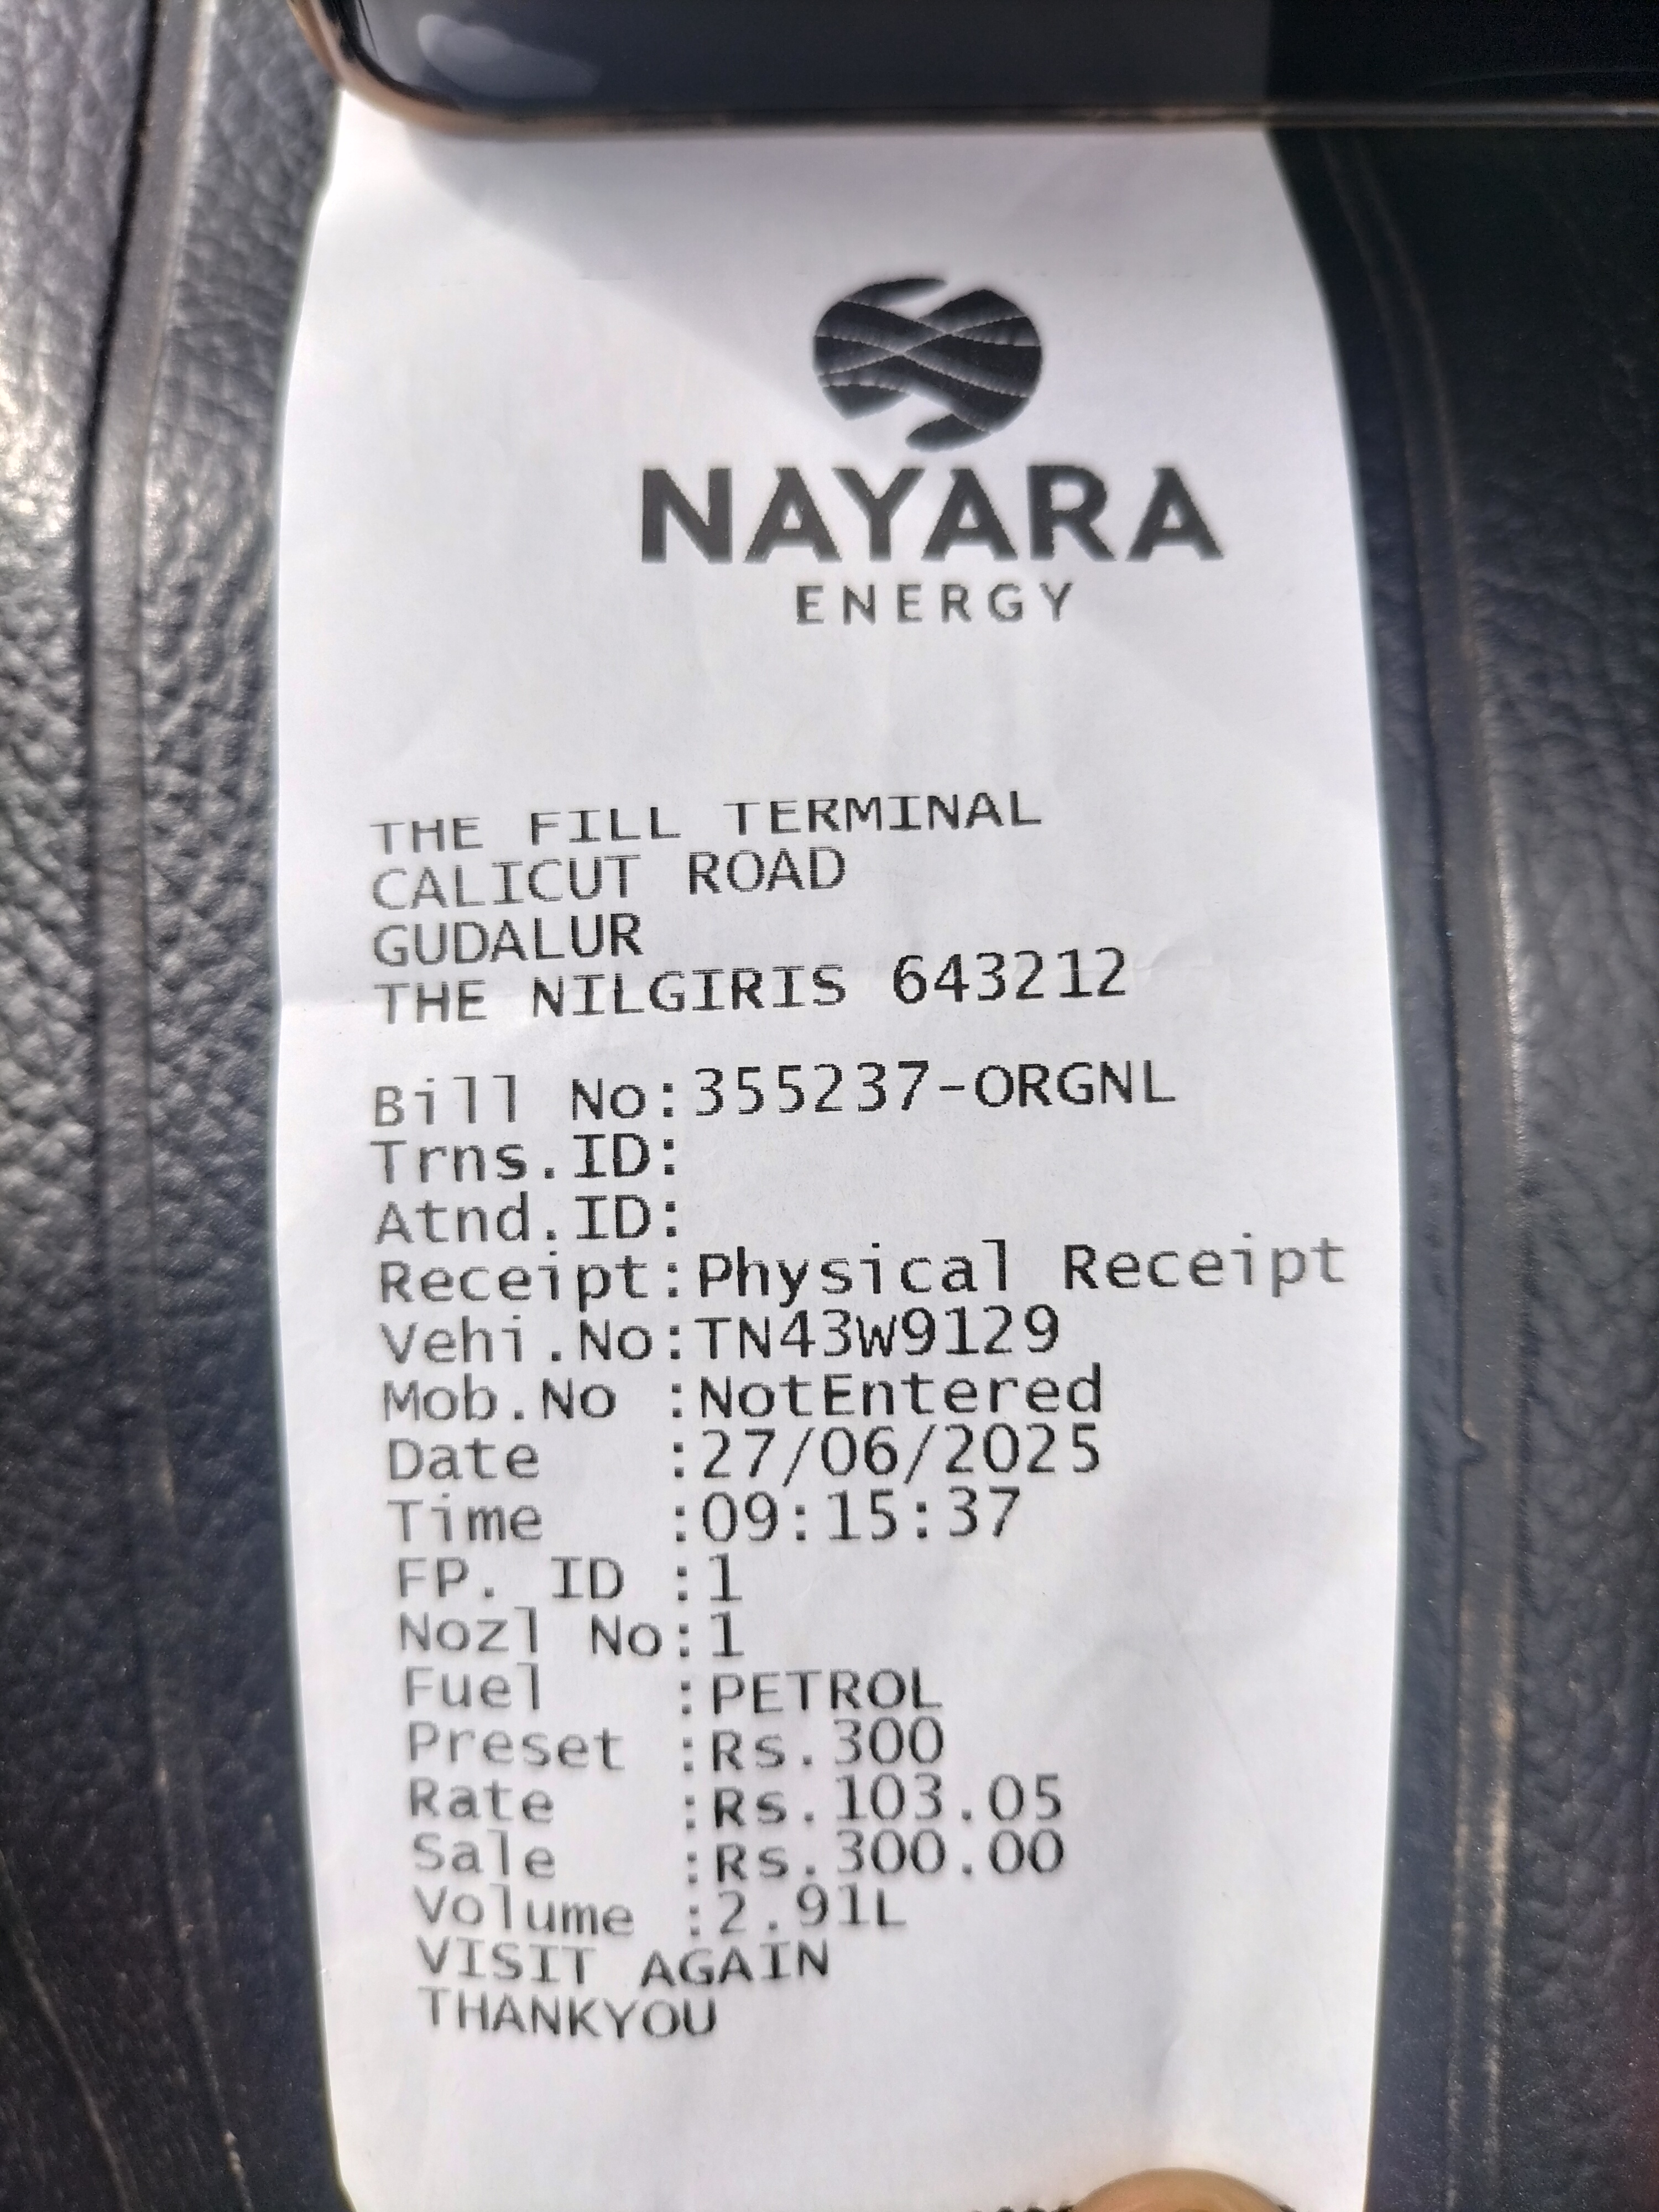 NAYARA
ENERGY
THE FILL TERMINAL
CALICUT ROAD
GUDALUR
THE NILGIRIS 643212
Bill No:355237-ORGNL
Trns.ID:
Atnd.ID:
Receipt:Physical Receipt
Vehi.No:TN43W9129
Mob.No :NotEntered
Date :27/06/2025
Time :09:15:37
FP. ID :1
Nozl No:1
Fuel :PETROL
Preset :Rs.300
Rate :Rs.103.05
Sale :Rs.300.00
Volume :2.91L
VISIT AGAIN
THANKYOU